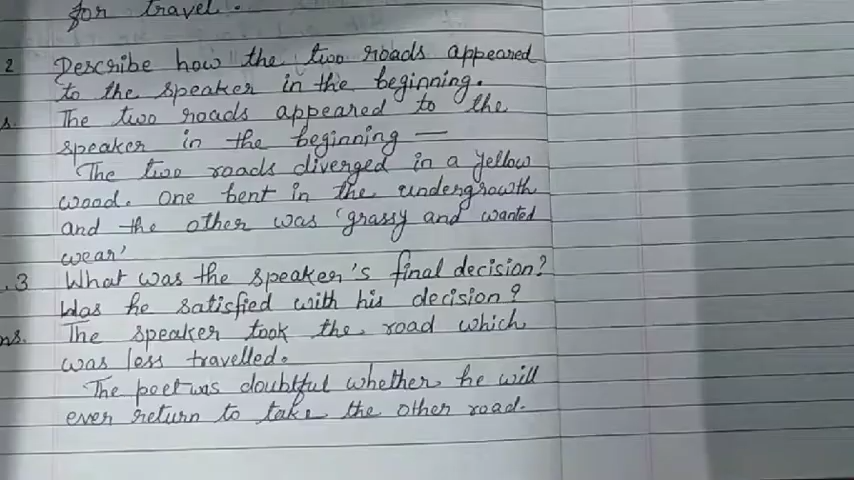 for travel.
2 Describe how the two roads appeared
to the speaker in the beginning.
s. The two roads appeared to the
speaker in the beginning —
The two roads diverged in a yellow
wood. One bent in the undergrowth
and the other was 'grassy and wanted
wear'
.3 What was the speaker's final decision?
Was he satisfied with his decision?
ns. The speaker took the road which
was less travelled.
The poet was doubtful whether he will
ever return to take the other road.